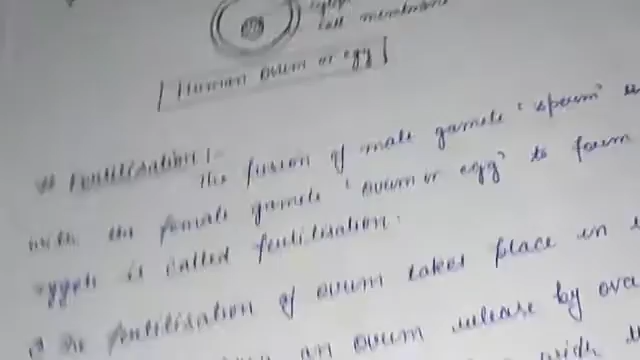 cell membrane
[Human ovum or egg]
# Fertilisation :-
The fusion of male gamete 'sperm'
with the female gamete 'ovum or egg' to form
zygote is called fertilisation.
fertilisation of ovum takes place in
an ovum release by